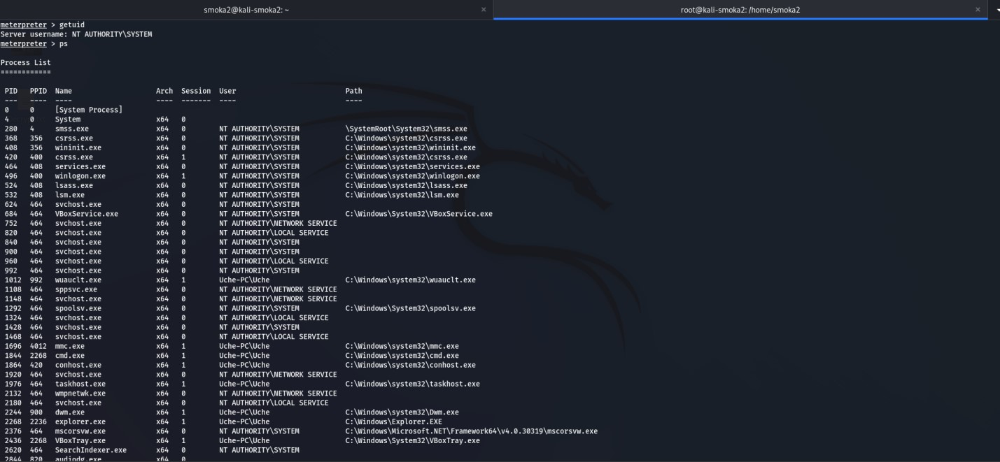 smoka2@kali-smoka2: ~ × root@kali-smoka2: /home/smoka2 ×
meterpreter > getuid
Server username: NT AUTHORITY\SYSTEM
meterpreter > ps
Process List
============
PID PPID Name Arch Session User Path
--- ---- ---- ---- ------- ---- ----
0 0 [System Process]
4 0 System x64 0
280 4 smss.exe x64 0 NT AUTHORITY\SYSTEM \SystemRoot\System32\smss.exe
368 356 csrss.exe x64 0 NT AUTHORITY\SYSTEM C:\Windows\system32\csrss.exe
408 356 wininit.exe x64 0 NT AUTHORITY\SYSTEM C:\Windows\system32\wininit.exe
420 400 csrss.exe x64 1 NT AUTHORITY\SYSTEM C:\Windows\system32\csrss.exe
464 408 services.exe x64 0 NT AUTHORITY\SYSTEM C:\Windows\system32\services.exe
496 400 winlogon.exe x64 1 NT AUTHORITY\SYSTEM C:\Windows\system32\winlogon.exe
524 408 lsass.exe x64 0 NT AUTHORITY\SYSTEM C:\Windows\system32\lsass.exe
532 408 lsm.exe x64 0 NT AUTHORITY\SYSTEM C:\Windows\system32\lsm.exe
624 464 svchost.exe x64 0 NT AUTHORITY\SYSTEM
684 464 VBoxService.exe x64 0 NT AUTHORITY\SYSTEM C:\Windows\System32\VBoxService.exe
752 464 svchost.exe x64 0 NT AUTHORITY\NETWORK SERVICE
820 464 svchost.exe x64 0 NT AUTHORITY\LOCAL SERVICE
840 464 svchost.exe x64 0 NT AUTHORITY\SYSTEM
900 464 svchost.exe x64 0 NT AUTHORITY\SYSTEM
960 464 svchost.exe x64 0 NT AUTHORITY\LOCAL SERVICE
992 464 svchost.exe x64 0 NT AUTHORITY\SYSTEM
1012 992 wuauclt.exe x64 1 Uche-PC\Uche C:\Windows\system32\wuauclt.exe
1108 464 sppsvc.exe x64 0 NT AUTHORITY\NETWORK SERVICE
1148 464 svchost.exe x64 0 NT AUTHORITY\NETWORK SERVICE
1292 464 spoolsv.exe x64 0 NT AUTHORITY\SYSTEM C:\Windows\System32\spoolsv.exe
1324 464 svchost.exe x64 0 NT AUTHORITY\LOCAL SERVICE
1428 464 svchost.exe x64 0 NT AUTHORITY\SYSTEM
1468 464 svchost.exe x64 0 NT AUTHORITY\LOCAL SERVICE
1696 4012 mmc.exe x64 1 Uche-PC\Uche C:\Windows\system32\mmc.exe
1844 2268 cmd.exe x64 1 Uche-PC\Uche C:\Windows\system32\cmd.exe
1864 420 conhost.exe x64 1 Uche-PC\Uche C:\Windows\system32\conhost.exe
1920 464 svchost.exe x64 0 NT AUTHORITY\NETWORK SERVICE
1976 464 taskhost.exe x64 1 Uche-PC\Uche C:\Windows\system32\taskhost.exe
2132 464 wmpnetwk.exe x64 0 NT AUTHORITY\NETWORK SERVICE
2180 464 svchost.exe x64 0 NT AUTHORITY\LOCAL SERVICE
2244 900 dwm.exe x64 1 Uche-PC\Uche C:\Windows\system32\Dwm.exe
2268 2236 explorer.exe x64 1 Uche-PC\Uche C:\Windows\Explorer.EXE
2376 464 mscorsvw.exe x64 0 NT AUTHORITY\SYSTEM C:\Windows\Microsoft.NET\Framework64\v4.0.30319\mscorsvw.exe
2436 2268 VBoxTray.exe x64 1 Uche-PC\Uche C:\Windows\System32\VBoxTray.exe
2620 464 SearchIndexer.exe x64 0 NT AUTHORITY\SYSTEM
2844 820 audiodg.exe x64 0